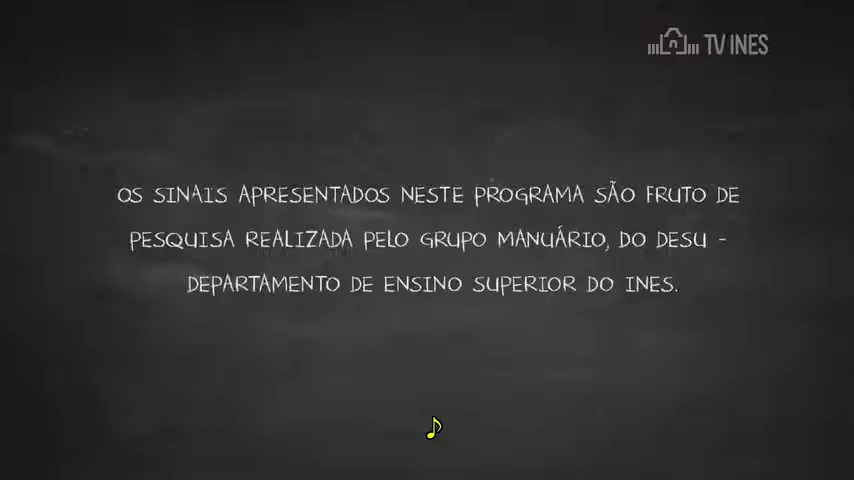 TV INES
OS SINAIS APRESENTADOS NESTE PROGRAMA SÃO FRUTO DE
PESQUISA REALIZADA PELO GRUPO MANUÁRIO, DO DESU -
DEPARTAMENTO DE ENSINO SUPERIOR DO INES.